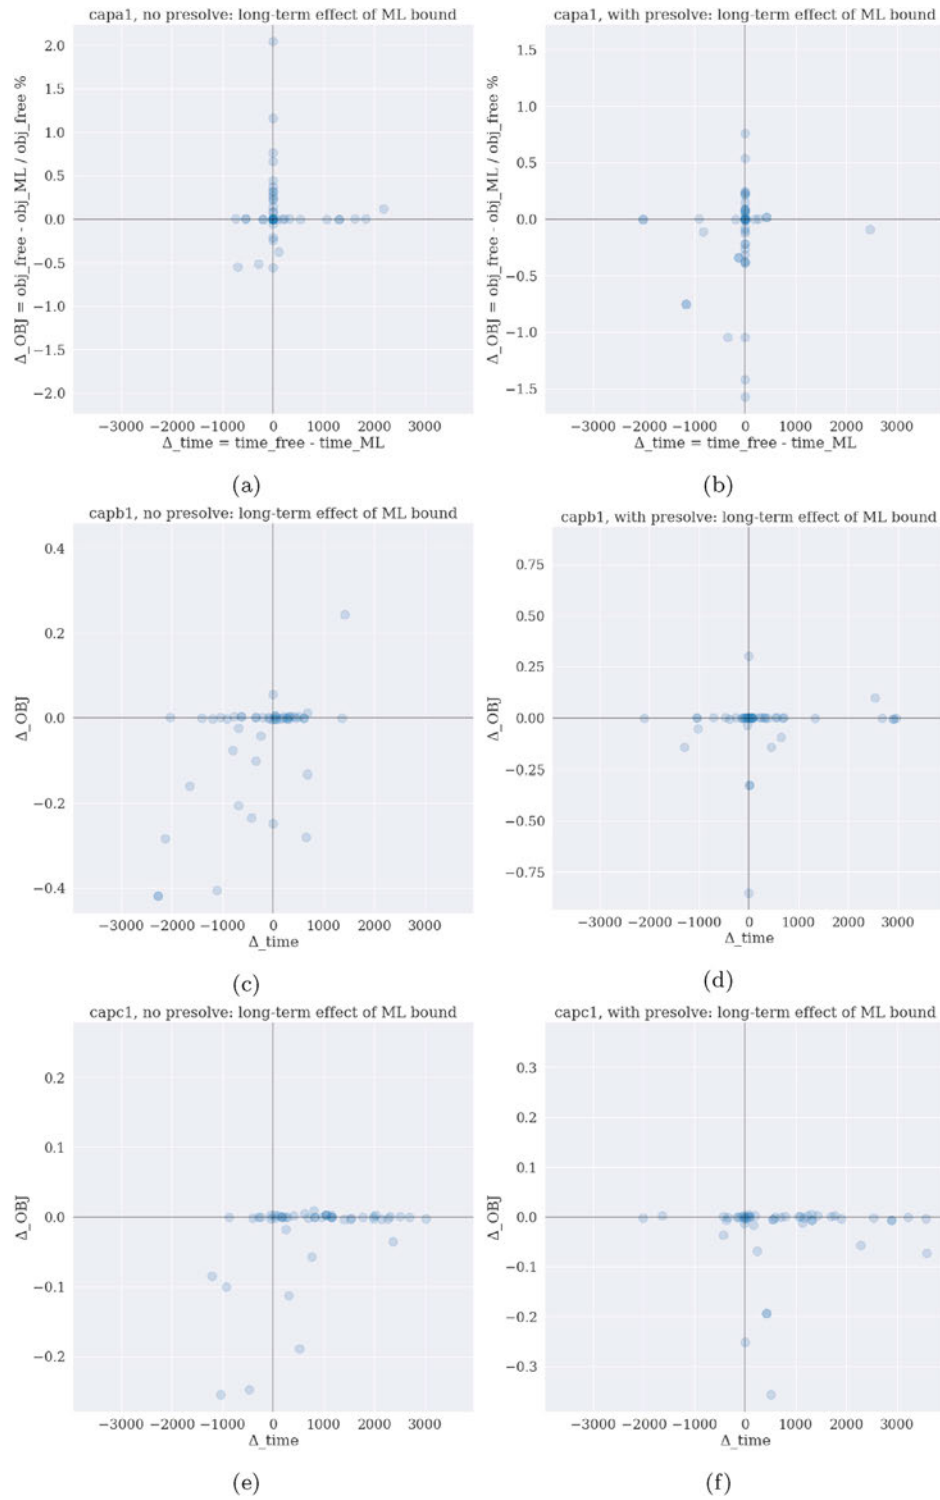 capa1, no presolve: long-term effect of ML bound
Δ_OBJ = obj_free - obj_ML / obj_free %
2.0
1.5
1.0
0.5
0.0
−0.5
−1.0
−1.5
−2.0
−3000 −2000 −1000 0 1000 2000 3000
Δ_time = time_free - time_ML
(a)
capa1, with presolve: long-term effect of ML bound
Δ_OBJ = obj_free - obj_ML / obj_free %
1.5
1.0
0.5
0.0
−0.5
−1.0
−1.5
−3000 −2000 −1000 0 1000 2000 3000
Δ_time = time_free - time_ML
(b)
capb1, no presolve: long-term effect of ML bound
Δ_OBJ
0.4
0.2
0.0
−0.2
−0.4
−3000 −2000 −1000 0 1000 2000 3000
Δ_time
(c)
capb1, with presolve: long-term effect of ML bound
Δ_OBJ
0.75
0.50
0.25
0.00
−0.25
−0.50
−0.75
−3000 −2000 −1000 0 1000 2000 3000
Δ_time
(d)
capc1, no presolve: long-term effect of ML bound
Δ_OBJ
0.2
0.1
0.0
−0.1
−0.2
−3000 −2000 −1000 0 1000 2000 3000
Δ_time
(e)
capc1, with presolve: long-term effect of ML bound
Δ_OBJ
0.3
0.2
0.1
0.0
−0.1
−0.2
−0.3
−3000 −2000 −1000 0 1000 2000 3000
Δ_time
(f)